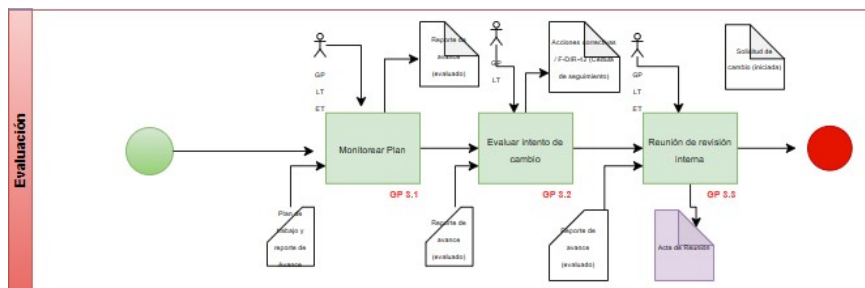 Evaluación
GP
LT
ET
Reporte de
avance
(evaluado)
GP
LT
Acciones correctivas
/ F-DIR-12 (Cédula
de seguimiento)
GP
LT
ET
Solicitud de
cambio (iniciada)
Monitorear Plan
GP 3.1
Evaluar intento de
cambio
GP 3.2
Reunión de revisión
interna
GP 3.3
Plan de
trabajo y
reporte de
Avance
Reporte de
avance
(evaluado)
Reporte de
avance
(evaluado)
Acta de Reunión